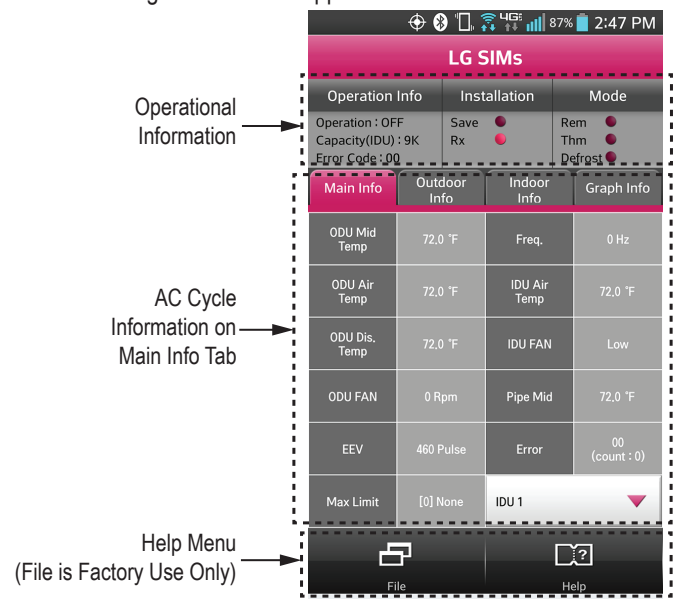 87% 2:47 PM
LG SIMs
Operational
Information
Operation Info Installation Mode
Operation : OFF Save Rem
Capacity(IDU) : 9K Rx Thm
Error Code : 00 Defrost
Main Info Outdoor Info Indoor Info Graph Info
ODU Mid Temp 72.0 °F Freq. 0 Hz
ODU Air Temp 72.0 °F IDU Air Temp 72.0 °F
AC Cycle
Information on
Main Info Tab
ODU Dis. Temp 72.0 °F IDU FAN Low
ODU FAN 0 Rpm Pipe Mid 72.0 °F
EEV 460 Pulse Error 00 (count : 0)
Max Limit [0] None IDU 1
Help Menu
(File is Factory Use Only)
File Help